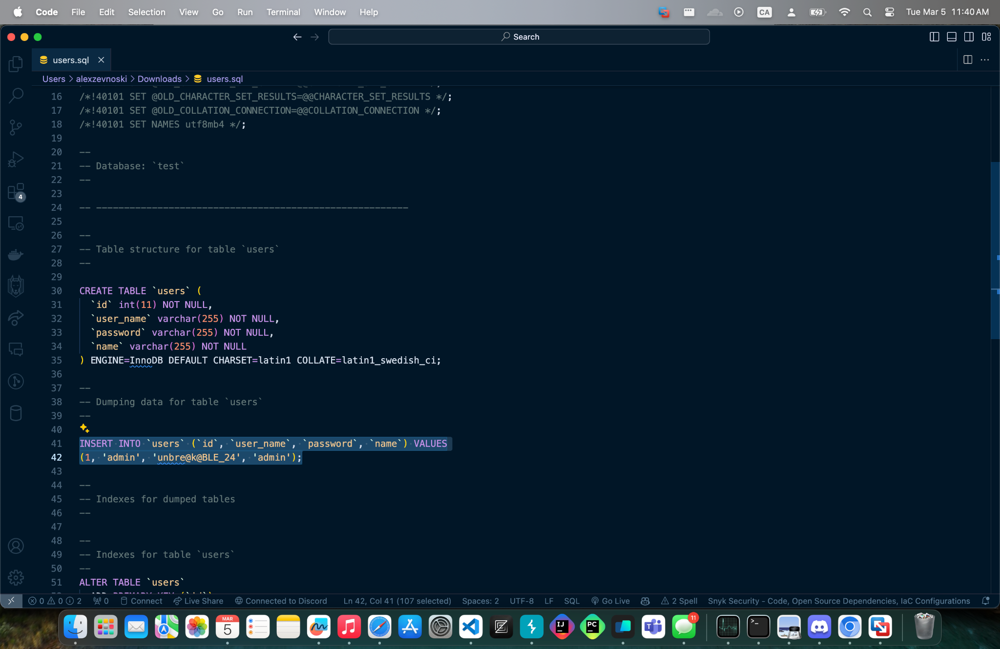 Code File Edit Selection View Go Run Terminal Window Help CA Tue Mar 5 11:40 AM
Search
users.sql
Users > alexzevnoski > Downloads > users.sql
16 /*!40101 SET @OLD_CHARACTER_SET_RESULTS=@@CHARACTER_SET_RESULTS */;
17 /*!40101 SET @OLD_COLLATION_CONNECTION=@@COLLATION_CONNECTION */;
18 /*!40101 SET NAMES utf8mb4 */;
19
20 --
21 -- Database: `test`
22 --
23
24 -- --------------------------------------------------------
25
26 --
27 -- Table structure for table `users`
28 --
29
30 CREATE TABLE `users` (
31 `id` int(11) NOT NULL,
32 `user_name` varchar(255) NOT NULL,
33 `password` varchar(255) NOT NULL,
34 `name` varchar(255) NOT NULL
35 ) ENGINE=InnoDB DEFAULT CHARSET=latin1 COLLATE=latin1_swedish_ci;
36
37 --
38 -- Dumping data for table `users`
39 --
40
41 INSERT INTO `users` (`id`, `user_name`, `password`, `name`) VALUES
42 (1, 'admin', 'unbre@k@BLE_24', 'admin');
43
44 --
45 -- Indexes for dumped tables
46 --
47
48 --
49 -- Indexes for table `users`
50 --
51 ALTER TABLE `users`
4
0 0 2 0 Connect Live Share Connected to Discord Ln 42, Col 41 (107 selected) Spaces: 2 UTF-8 LF SQL Go Live 2 Spell Snyk Security - Code, Open Source Dependencies, IaC Configurations
MAR
5
IJ
PC
11